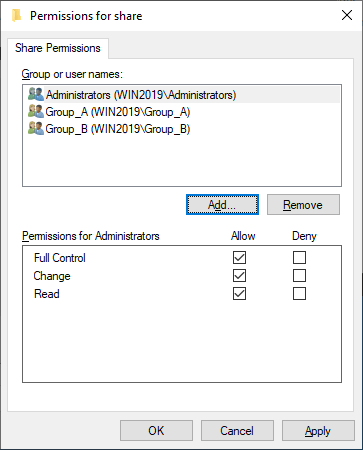 Permissions for share
Share Permissions
Group or user names:
Administrators (WIN2019\Administrators)
Group_A (WIN2019\Group_A)
Group_B (WIN2019\Group_B)
Add... Remove
Permissions for Administrators Allow Deny
Full Control
Change
Read
OK Cancel Apply